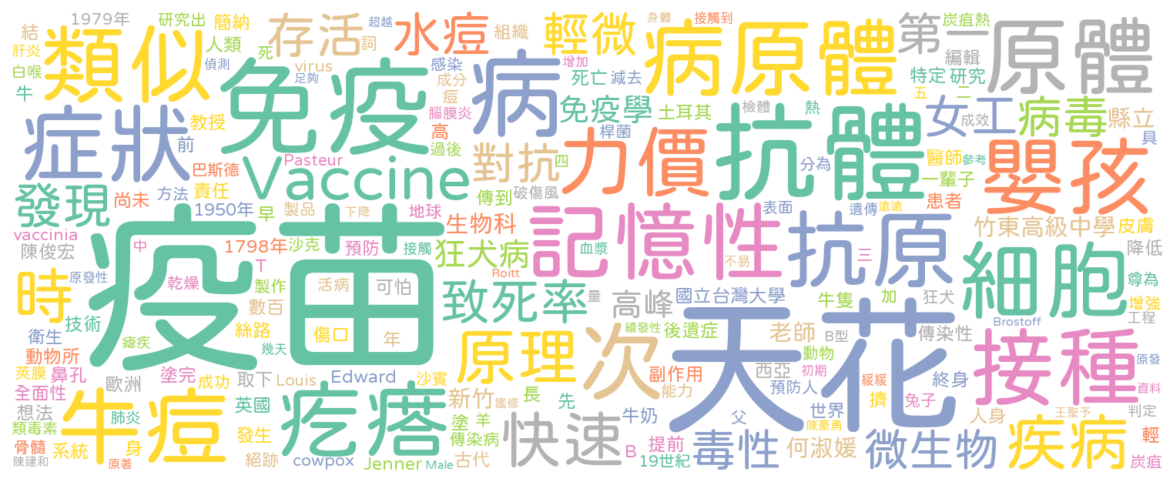 1979年 研究出 簡納 存活 超越 水痘 組織 輕微 身體 接觸到 第一 炭疽熱
結 人類 死 詞 病原體 編輯 原體
肝炎 類似 偵測 virus 感染 病 增加 死亡 減去 特定 研究
白喉 足夠 成分
牛 免疫 痘 免疫學 土耳其 檢體 熱 五 二
症狀 教授 腦膜炎 抗體 女工 成效 病毒 縣立
前 高 桿菌 具
過後 力價 分為 醫師 參考
巴斯德 Pasteur 對抗 四 一輩子 嬰孩
發現 尚未 方法 責任 Vaccine 傳到 破傷風 患者
1950年 早 製品 下降 地球 生物科 記憶性 表面 遺傳 遠遠 竹東高級中學 皮膚
vaccinia 疫苗 抗原
陳俊宏 中 1798年 沙克 預防 接觸 狂犬病 血漿 不易 三 細胞 降低
時 原發性 T Roitt 尊為
乾燥 製作 活病 可怕 致死率 量 高峰 國立台灣大學 牛隻 加 狂犬 增強
技術 數百 續發性 天花 Brostoff 工程
衛生 瘧疾 絲路 傷口 年 原理 次 後遺症 老師 B型 傳染性 接種
動物所 幾天 西亞 動物 原發
莢膜 鼻孔 塗完 歐洲 成功 取下 Louis Edward 沙賓 副作用 預防人 初期 緩緩 終身 資料
全面性 牛痘 疙瘩 新竹 鑑修 長 能力 兔子
想法 英國 先 牛奶 父 世界 擠 人身 王聖予 判定
類毒素 肺炎 發生 塗 羊 快速 陳豪勇 疾病 輕
骨髓 系統 身 傳染病 B 提前 毒性 何淑媛 微生物
陳建和 原著 絕跡 cowpox Jenner Male 古代 19世紀 炭疽